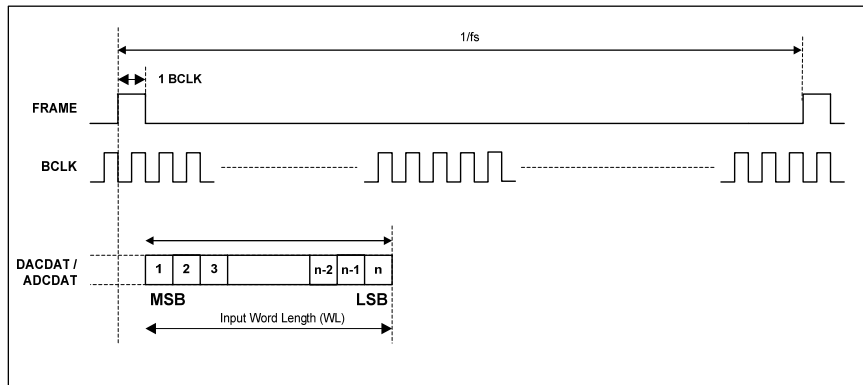 1/fs
1 BCLK
FRAME
BCLK
DACDAT /
ADCDAT
1 2 3 n-2 n-1 n
MSB LSB
Input Word Length (WL)